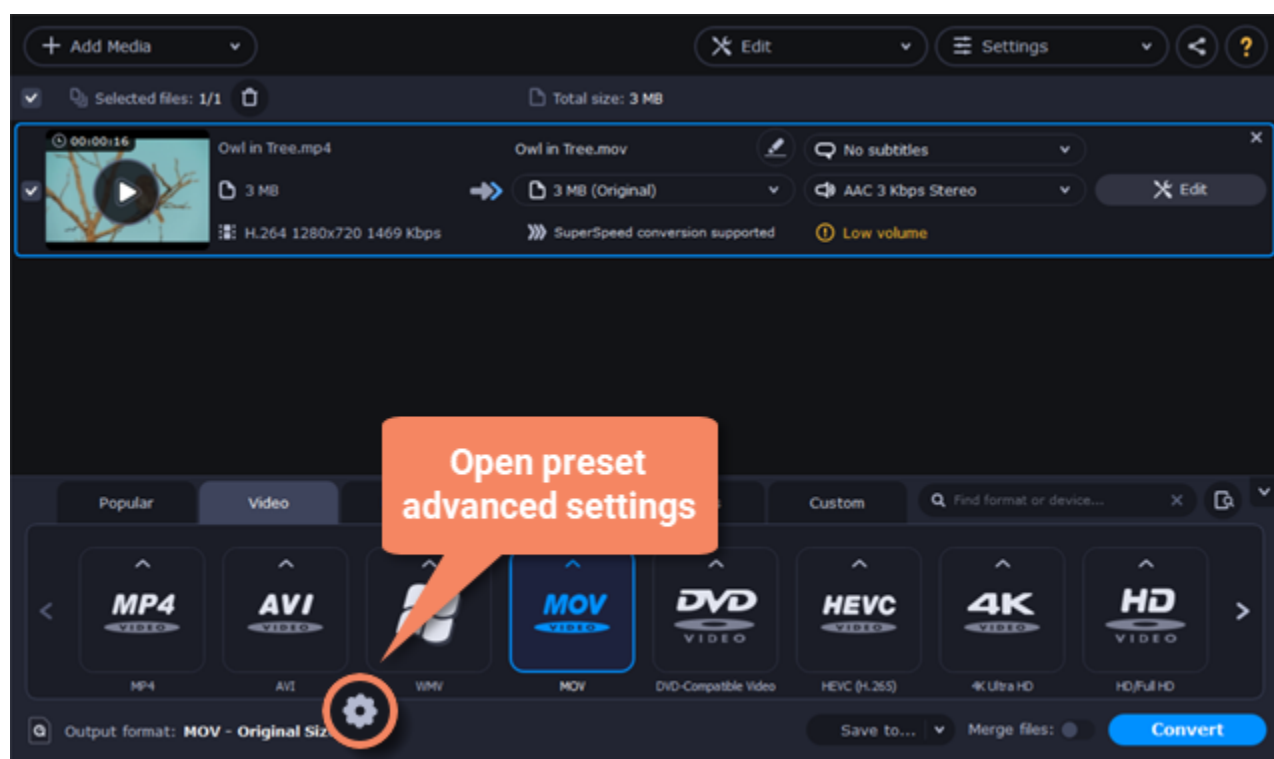 Add Media
Edit
Settings
?
Selected files: 1/1
Total size: 3 MB
00:00:16
Owl in Tree.mp4
Owl in Tree.mov
No subtitles
3 MB
3 MB (Original)
AAC 3 Kbps Stereo
Edit
H.264 1280x720 1469 Kbps
SuperSpeed conversion supported
Low volume
Open preset
advanced settings
Popular
Video
Custom
Find format or device...
MP4
VIDEO
AVI
VIDEO
MOV
VIDEO
DVD
VIDEO
HEVC
VIDEO
4K
VIDEO
HD
VIDEO
MP4
AVI
WMV
MOV
DVD-Compatible Video
HEVC (H.265)
4K Ultra HD
HD/Full HD
Output format: MOV - Original Siz
Save to...
Merge files:
Convert